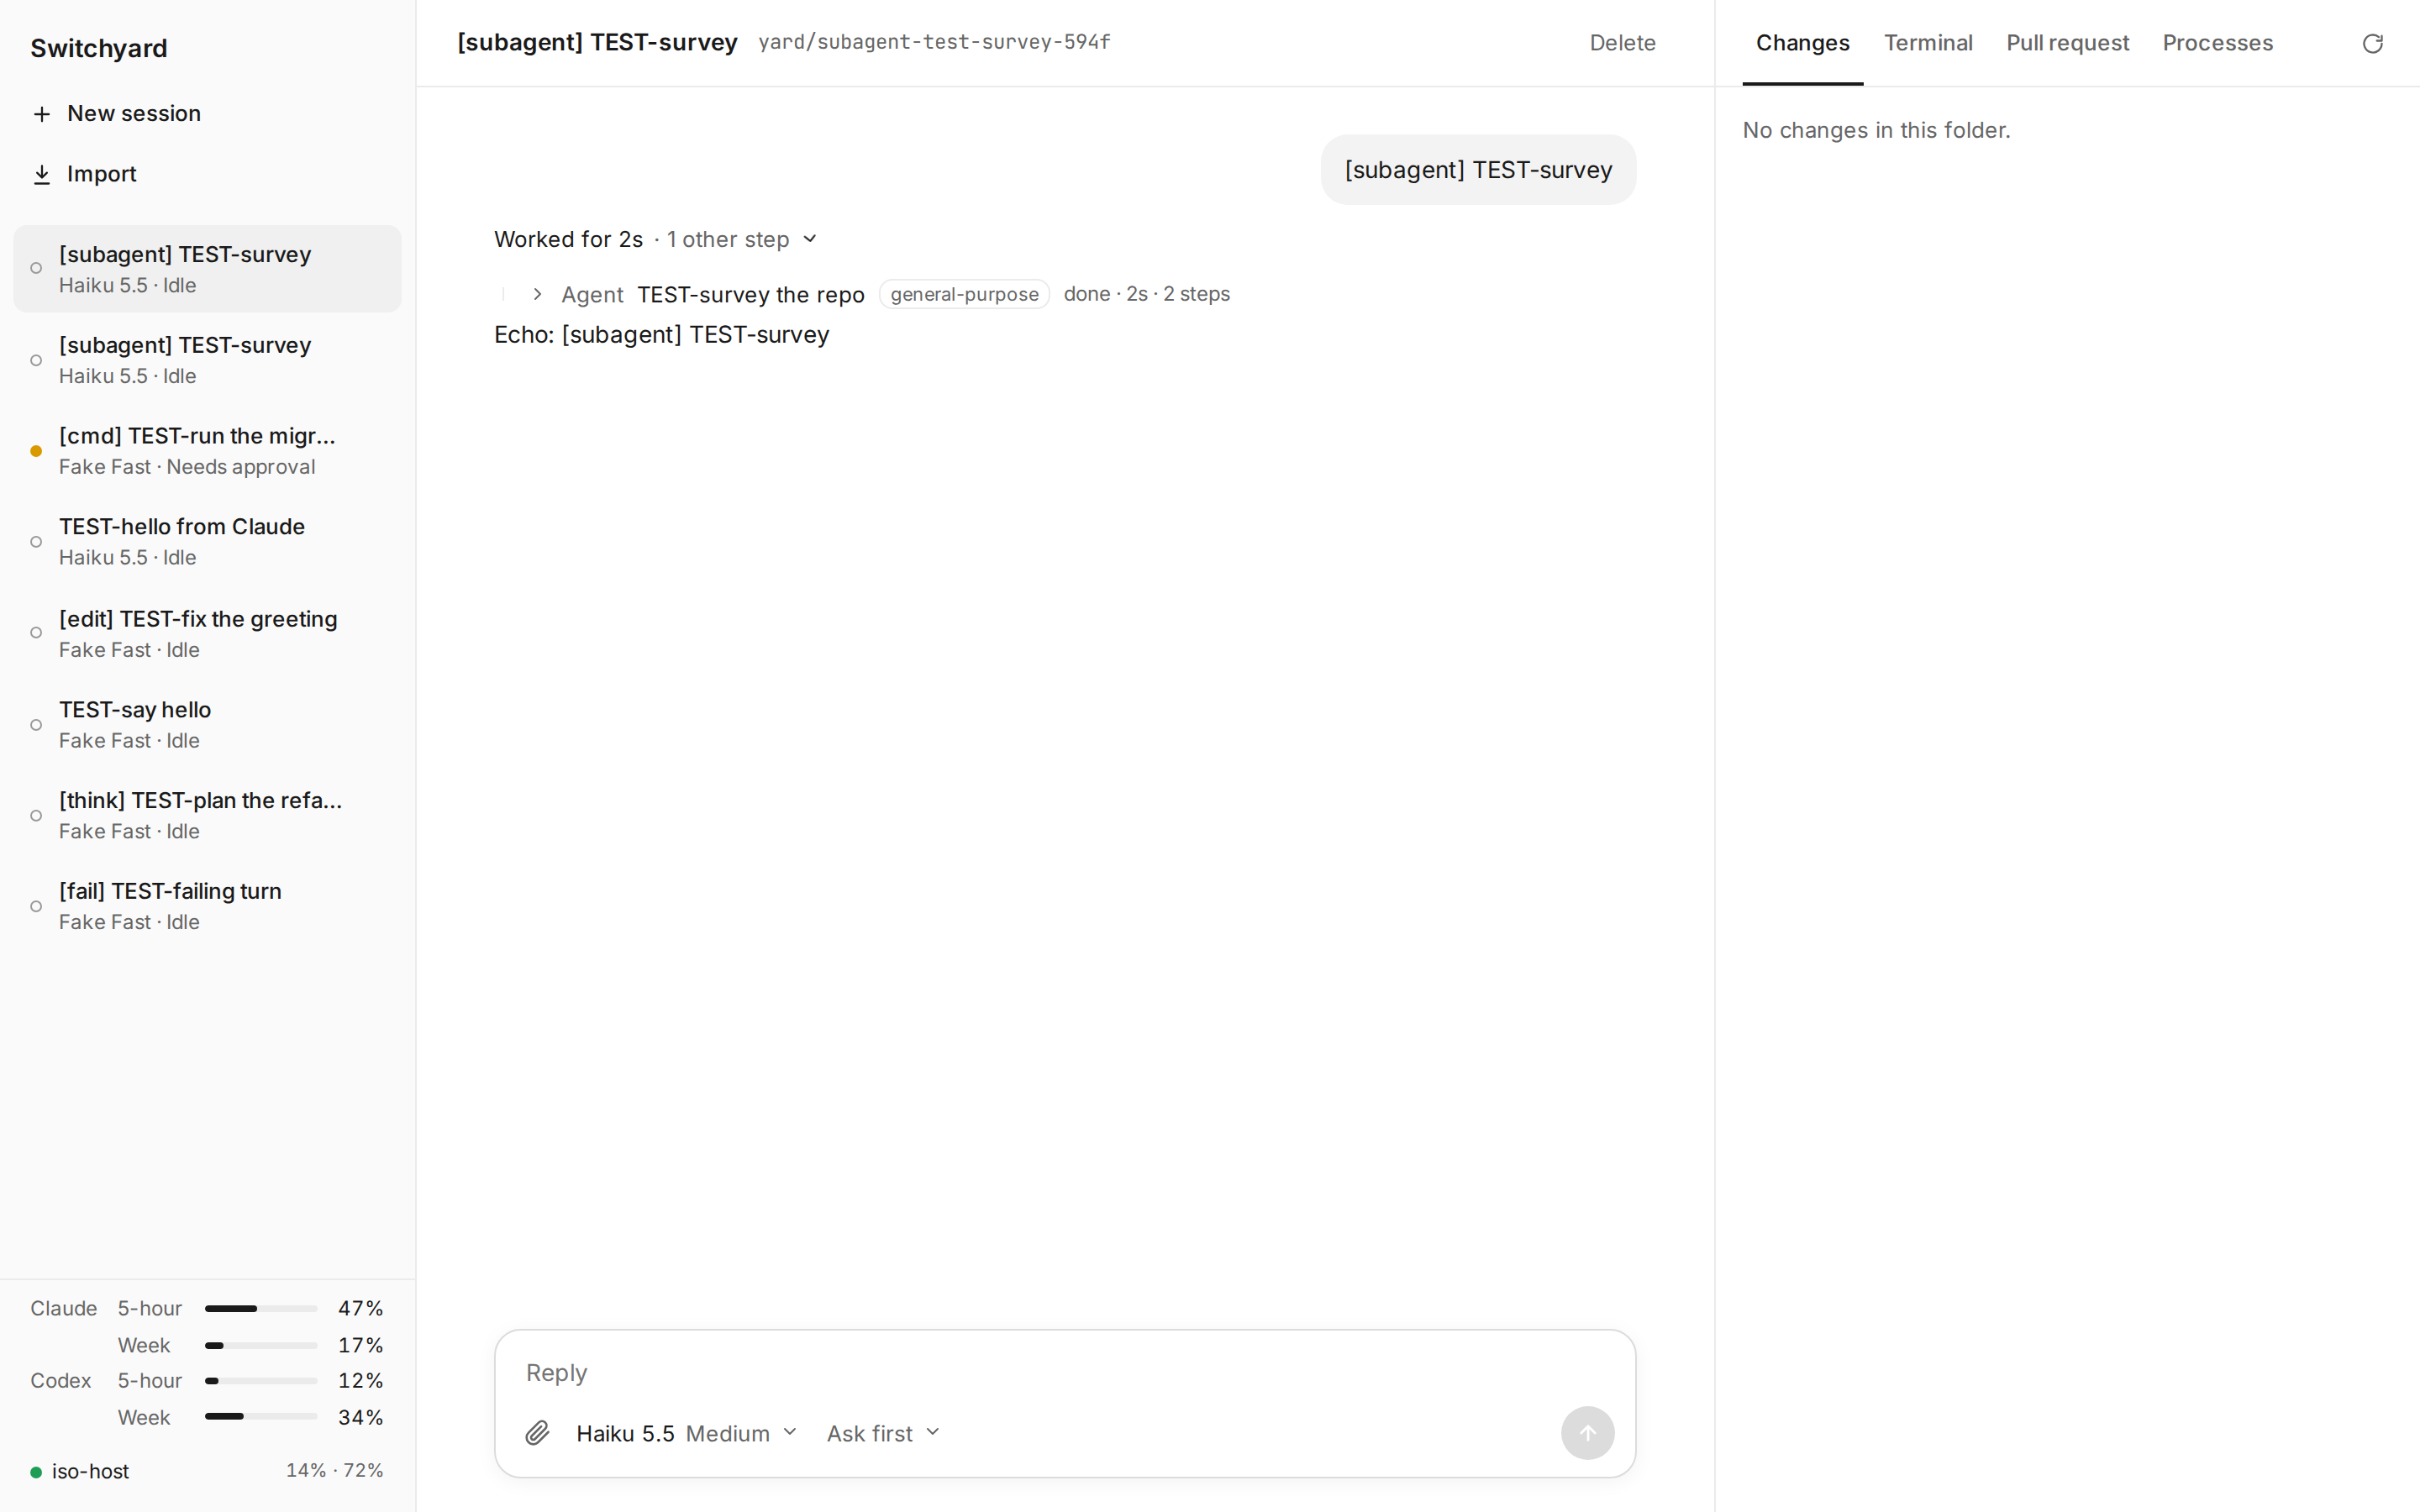 Switchyard
New session
Import
[subagent] TEST-survey
Haiku 5.5 · Idle
[subagent] TEST-survey
Haiku 5.5 · Idle
[cmd] TEST-run the migr...
Fake Fast · Needs approval
TEST-hello from Claude
Haiku 5.5 · Idle
[edit] TEST-fix the greeting
Fake Fast · Idle
TEST-say hello
Fake Fast · Idle
[think] TEST-plan the refa...
Fake Fast · Idle
[fail] TEST-failing turn
Fake Fast · Idle
Claude 5-hour 47%
Week 17%
Codex 5-hour 12%
Week 34%
iso-host 14% · 72%
[subagent] TEST-survey yard/subagent-test-survey-594f Delete
[subagent] TEST-survey
Worked for 2s · 1 other step
Agent TEST-survey the repo general-purpose done · 2s · 2 steps
Echo: [subagent] TEST-survey
Reply
Haiku 5.5 Medium Ask first
Changes Terminal Pull request Processes
No changes in this folder.